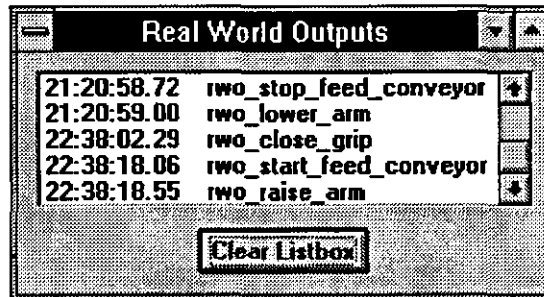 Real World Outputs
21:20:58.72 rwo_stop_feed_conveyor
21:20:59.00 rwo_lower_arm
22:38:02.29 rwo_close_grip
22:38:18.06 rwo_start_feed_conveyor
22:38:18.55 rwo_raise_arm
Clear Listbox